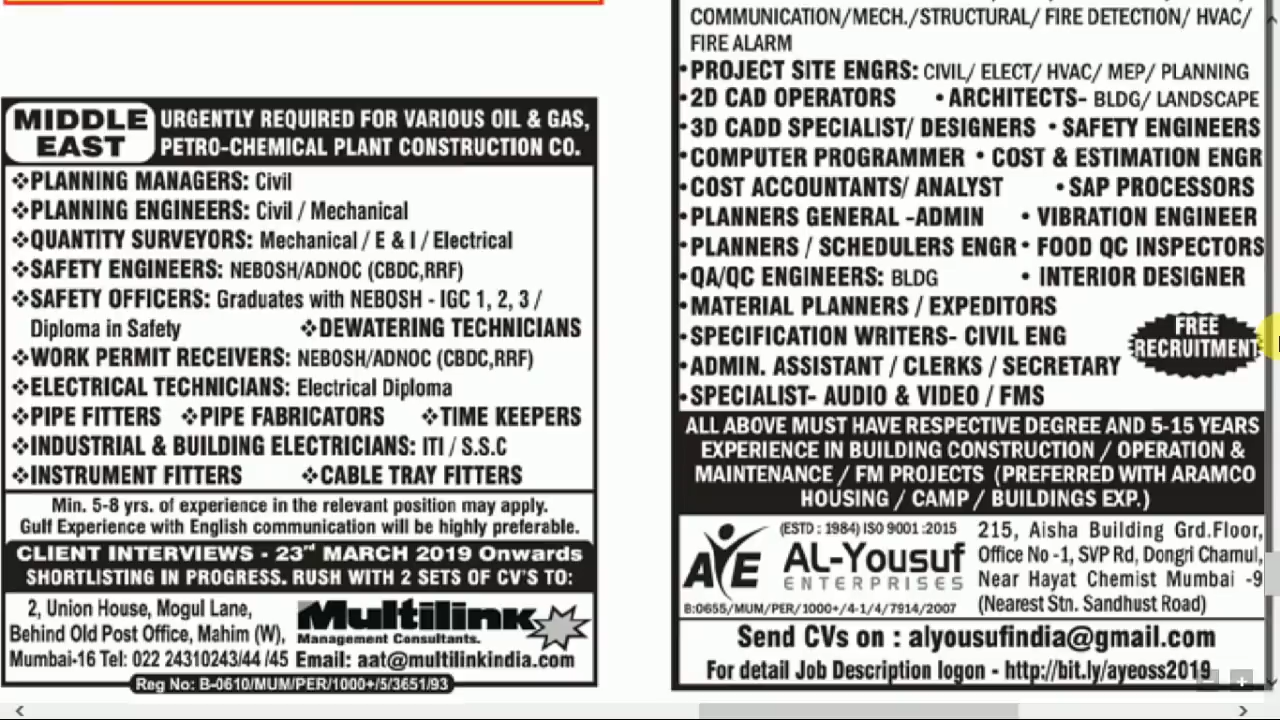 MIDDLE
EAST
URGENTLY REQUIRED FOR VARIOUS OIL & GAS,
PETRO-CHEMICAL PLANT CONSTRUCTION CO.
❖PLANNING MANAGERS: Civil
❖PLANNING ENGINEERS: Civil / Mechanical
❖QUANTITY SURVEYORS: Mechanical / E & I / Electrical
❖SAFETY ENGINEERS: NEBOSH/ADNOC (CBDC,RRF)
❖SAFETY OFFICERS: Graduates with NEBOSH - IGC 1, 2, 3 /
Diploma in Safety ❖DEWATERING TECHNICIANS
❖WORK PERMIT RECEIVERS: NEBOSH/ADNOC (CBDC,RRF)
❖ELECTRICAL TECHNICIANS: Electrical Diploma
❖PIPE FITTERS ❖PIPE FABRICATORS ❖TIME KEEPERS
❖INDUSTRIAL & BUILDING ELECTRICIANS: ITI / S.S.C
❖INSTRUMENT FITTERS ❖CABLE TRAY FITTERS
Min. 5-8 yrs. of experience in the relevant position may apply.
Gulf Experience with English communication will be highly preferable.
CLIENT INTERVIEWS - 23rd MARCH 2019 Onwards
SHORTLISTING IN PROGRESS. RUSH WITH 2 SETS OF CV'S TO:
2, Union House, Mogul Lane,
Behind Old Post Office, Mahim (W),
Mumbai-16 Tel: 022 24310243/44 /45
Multilink
Management Consultants.
Email: aat@multilinkindia.com
Reg No: B-0610/MUM/PER/1000+/5/3651/93
COMMUNICATION/MECH./STRUCTURAL/ FIRE DETECTION/ HVAC/
FIRE ALARM
•PROJECT SITE ENGRS: CIVIL/ ELECT/ HVAC/ MEP/ PLANNING
•2D CAD OPERATORS •ARCHITECTS- BLDG/ LANDSCAPE
•3D CADD SPECIALIST/ DESIGNERS • SAFETY ENGINEERS
•COMPUTER PROGRAMMER • COST & ESTIMATION ENGR
•COST ACCOUNTANTS/ ANALYST • SAP PROCESSORS
•PLANNERS GENERAL -ADMIN • VIBRATION ENGINEER
•PLANNERS / SCHEDULERS ENGR • FOOD QC INSPECTORS
•QA/QC ENGINEERS: BLDG • INTERIOR DESIGNER
•MATERIAL PLANNERS / EXPEDITORS
•SPECIFICATION WRITERS- CIVIL ENG
•ADMIN. ASSISTANT / CLERKS / SECRETARY
•SPECIALIST- AUDIO & VIDEO / FMS
FREE
RECRUITMENT
ALL ABOVE MUST HAVE RESPECTIVE DEGREE AND 5-15 YEARS
EXPERIENCE IN BUILDING CONSTRUCTION / OPERATION &
MAINTENANCE / FM PROJECTS (PREFERRED WITH ARAMCO
HOUSING / CAMP / BUILDINGS EXP.)
AYE
(ESTD : 1984) ISO 9001 :2015
AL-Yousuf
ENTERPRISES
B:0655/MUM/PER/1000+/4-1/4/7914/2007
215, Aisha Building Grd.Floor,
Office No -1, SVP Rd, Dongri Charnul,
Near Hayat Chemist Mumbai -9
(Nearest Stn. Sandhust Road)
Send CVs on : alyousufindia@gmail.com
For detail Job Description logon - http://bit.ly/ayeoss2019